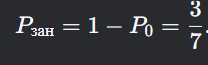 P_зан = 1 − P_0 = 3/7.